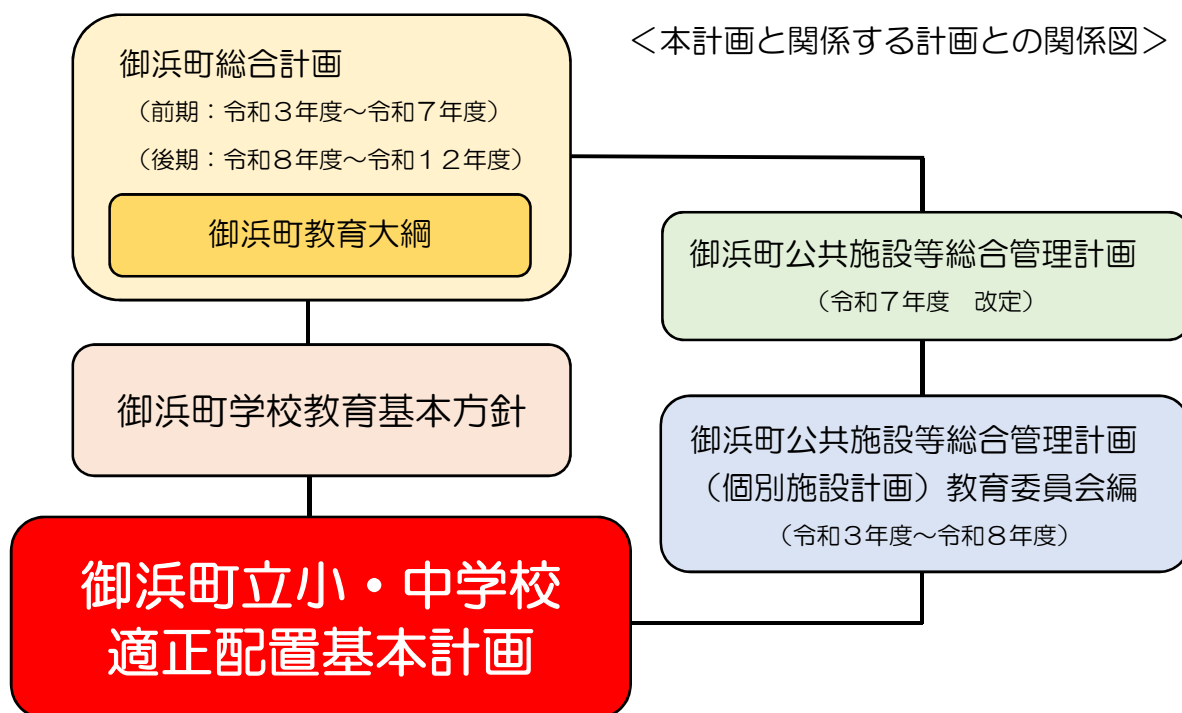 ＜本計画と関係する計画との関係図＞
御浜町総合計画
（前期：令和３年度～令和７年度）
（後期：令和８年度～令和１２年度）
御浜町教育大綱
御浜町公共施設等総合管理計画
（令和７年度　改定）
御浜町学校教育基本方針
御浜町公共施設等総合管理計画
（個別施設計画）教育委員会編
（令和３年度～令和８年度）
御浜町立小・中学校
適正配置基本計画